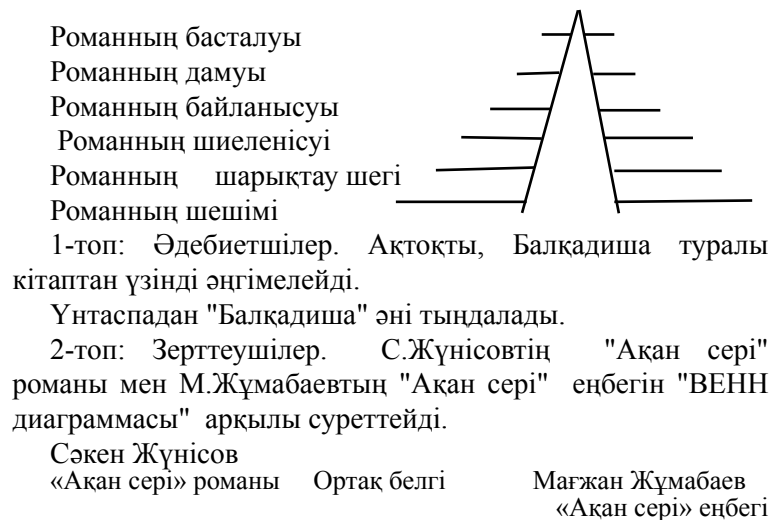 Романның басталуы
Романның дамуы
Романның байланысуы
Романның шиеленісуі
Романның шарықтау шегі
Романның шешімі
1-топ: Әдебиетшілер. Ақтоқты, Балқадиша туралы
кітаптан үзінді әңгімелейді.
Үнтаспадан "Балқадиша" әні тыңдалады.
2-топ: Зерттеушілер. С.Жүнісовтің "Ақан сері"
романы мен М.Жұмабаевтың "Ақан сері" еңбегін "ВЕНН
диаграммасы" арқылы суреттейді.
Сәкен Жүнісов
«Ақан сері» романы Ортақ белгі Мағжан Жұмабаев
«Ақан сері» еңбегі